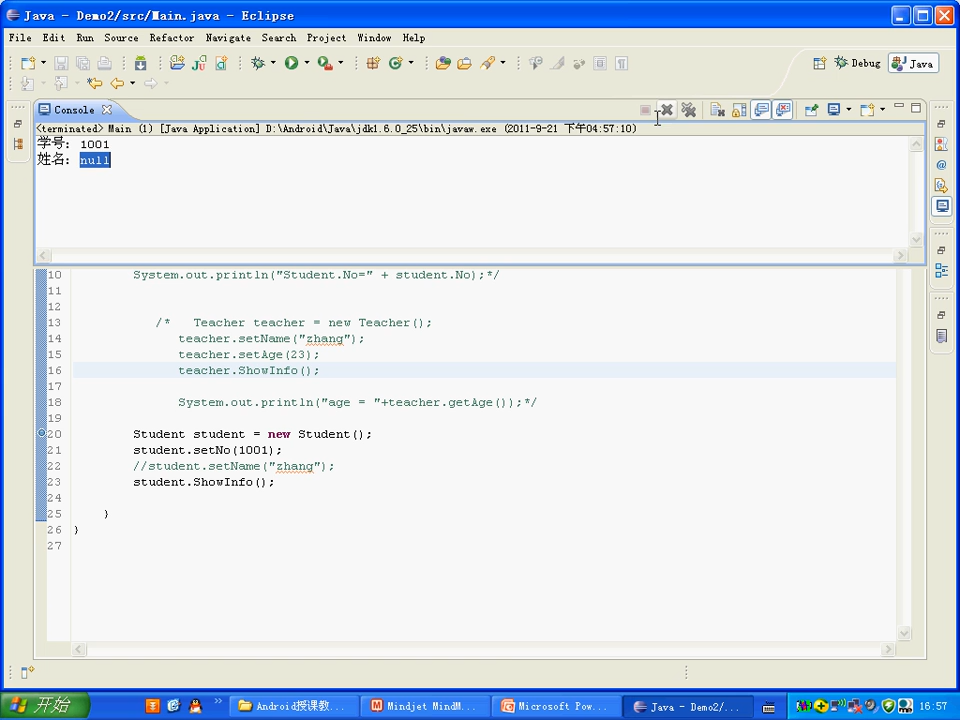 Java - Demo2/src/Main.java - Eclipse
File Edit Run Source Refactor Navigate Search Project Window Help
Debug Java
Console
<terminated> Main (1) [Java Application] D:\Android\Java\jdk1.6.0_25\bin\javaw.exe (2011-9-21 下午04:57:10)
学号: 1001
姓名: null
10 System.out.println("Student.No=" + student.No);*/
11
12
13 /* Teacher teacher = new Teacher();
14 teacher.setName("zhang");
15 teacher.setAge(23);
16 teacher.ShowInfo();
17
18 System.out.println("age = "+teacher.getAge());*/
19
20 Student student = new Student();
21 student.setNo(1001);
22 //student.setName("zhang");
23 student.ShowInfo();
24
25 }
26 }
27
开始 Android授课教... Mindjet MindM... Microsoft Pow... Java - Demo2/... 16:57